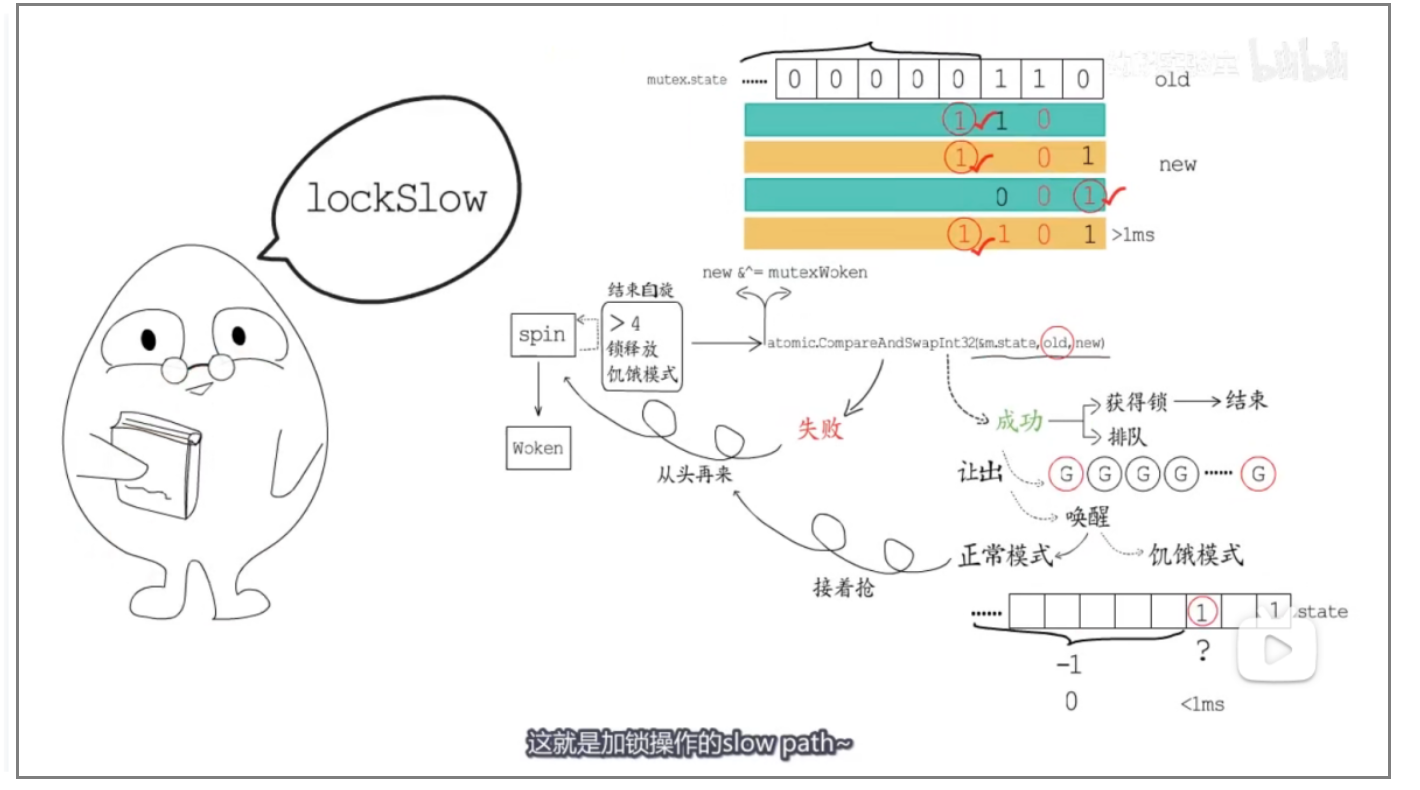 mutex.state ······ 0 0 0 0 0 1 1 0 old
1 1 0
1 0 1 new
0 0 1
1 1 0 1 >1ms
lockSlow
new &^= mutexWoken
结束自旋
spin
> 4
锁释放
饥饿模式
atomic.CompareAndSwapInt32(&m.state,old,new)
Woken
失败
从头再来
成功
获得锁
结束
排队
让出
G G G G ······ G
唤醒
正常模式
饥饿模式
接着抢
······ 1 1 state
-1
?
0
<1ms
这就是加锁操作的slow path~